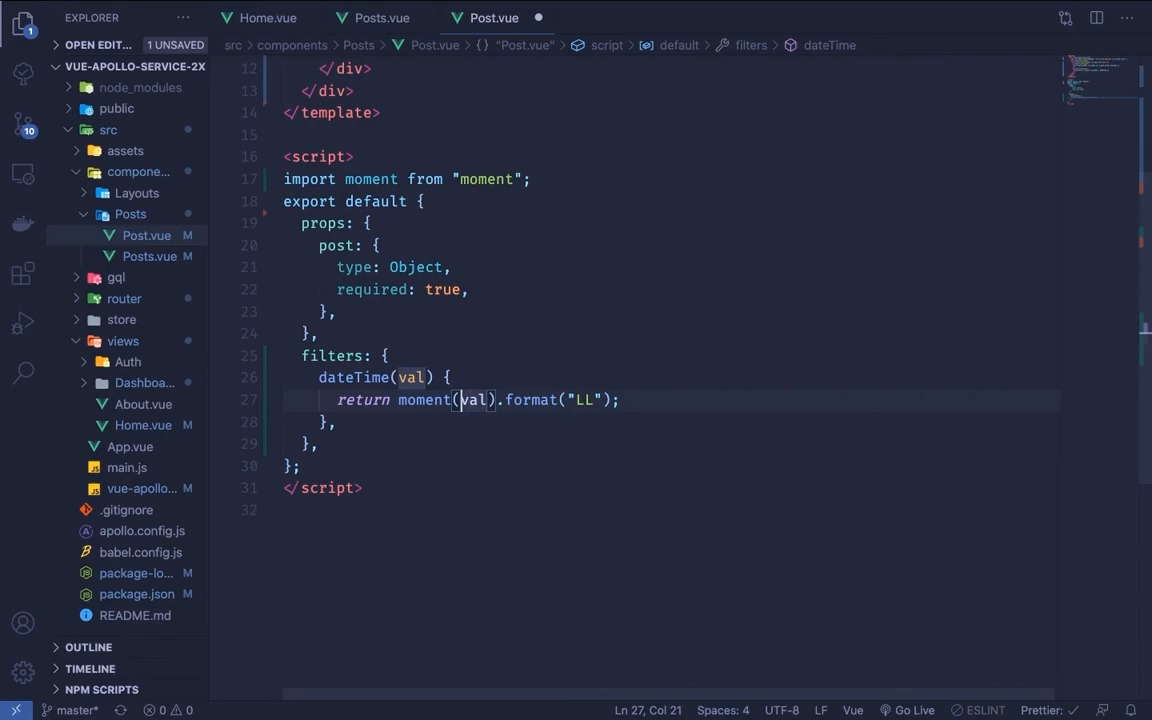 EXPLORER
Home.vue
Posts.vue
Post.vue
OPEN EDIT...
1 UNSAVED
src
components
Posts
Post.vue
{} "Post.vue"
script
default
filters
dateTime
VUE-APOLLO-SERVICE-2X
node_modules
public
src
assets
compone...
Layouts
Posts
Post.vue M
Posts.vue M
gql
router
store
views
Auth
Dashboa...
About.vue
Home.vue M
App.vue
JS main.js
JS vue-apollo... M
.gitignore
apollo.config.js
babel.config.js
package-lo... M
package.json M
README.md
OUTLINE
TIMELINE
NPM SCRIPTS
1
10
12 </div>
13 </div>
14 </template>
15
16 <script>
17 import moment from "moment";
18 export default {
19 props: {
20 post: {
21 type: Object,
22 required: true,
23 },
24 },
25 filters: {
26 dateTime(val) {
27 return moment(val).format("LL");
28 },
29 },
30 };
31 </script>
32
master*
0
0
Ln 27, Col 21
Spaces: 4
UTF-8
LF
Vue
Go Live
ESLINT
Prettier: ✓